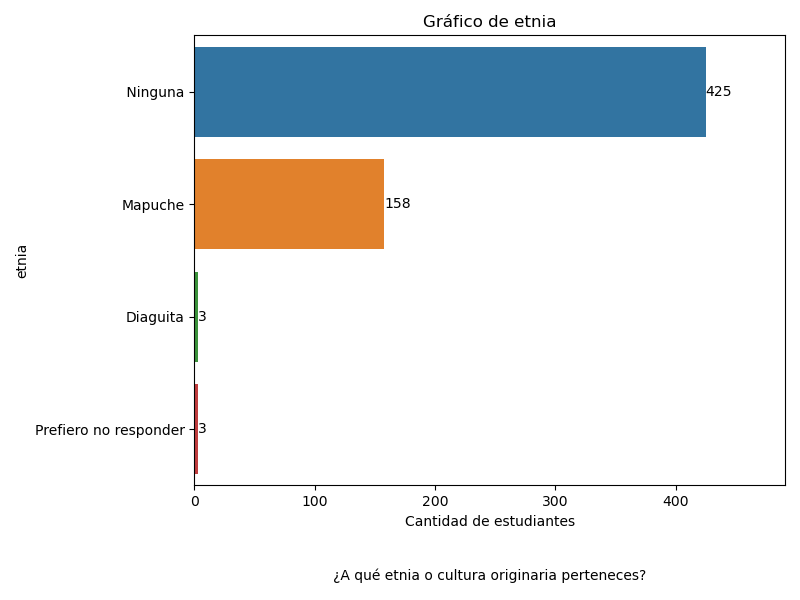 Gráfico de etnia
etnia
Ninguna
425
Mapuche
158
Diaguita
3
Prefiero no responder
3
0
100
200
300
400
Cantidad de estudiantes
¿A qué etnia o cultura originaria perteneces?